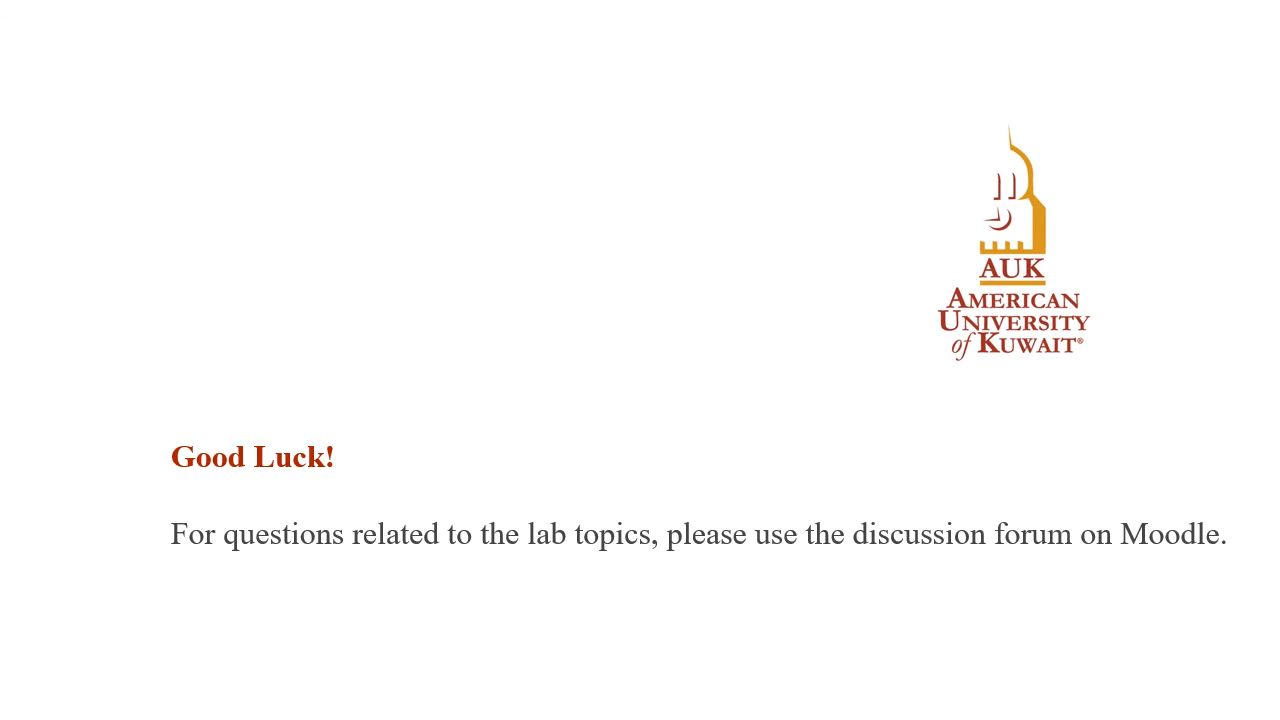 AUK
AMERICAN
UNIVERSITY
of KUWAIT®
Good Luck!
For questions related to the lab topics, please use the discussion forum on Moodle.